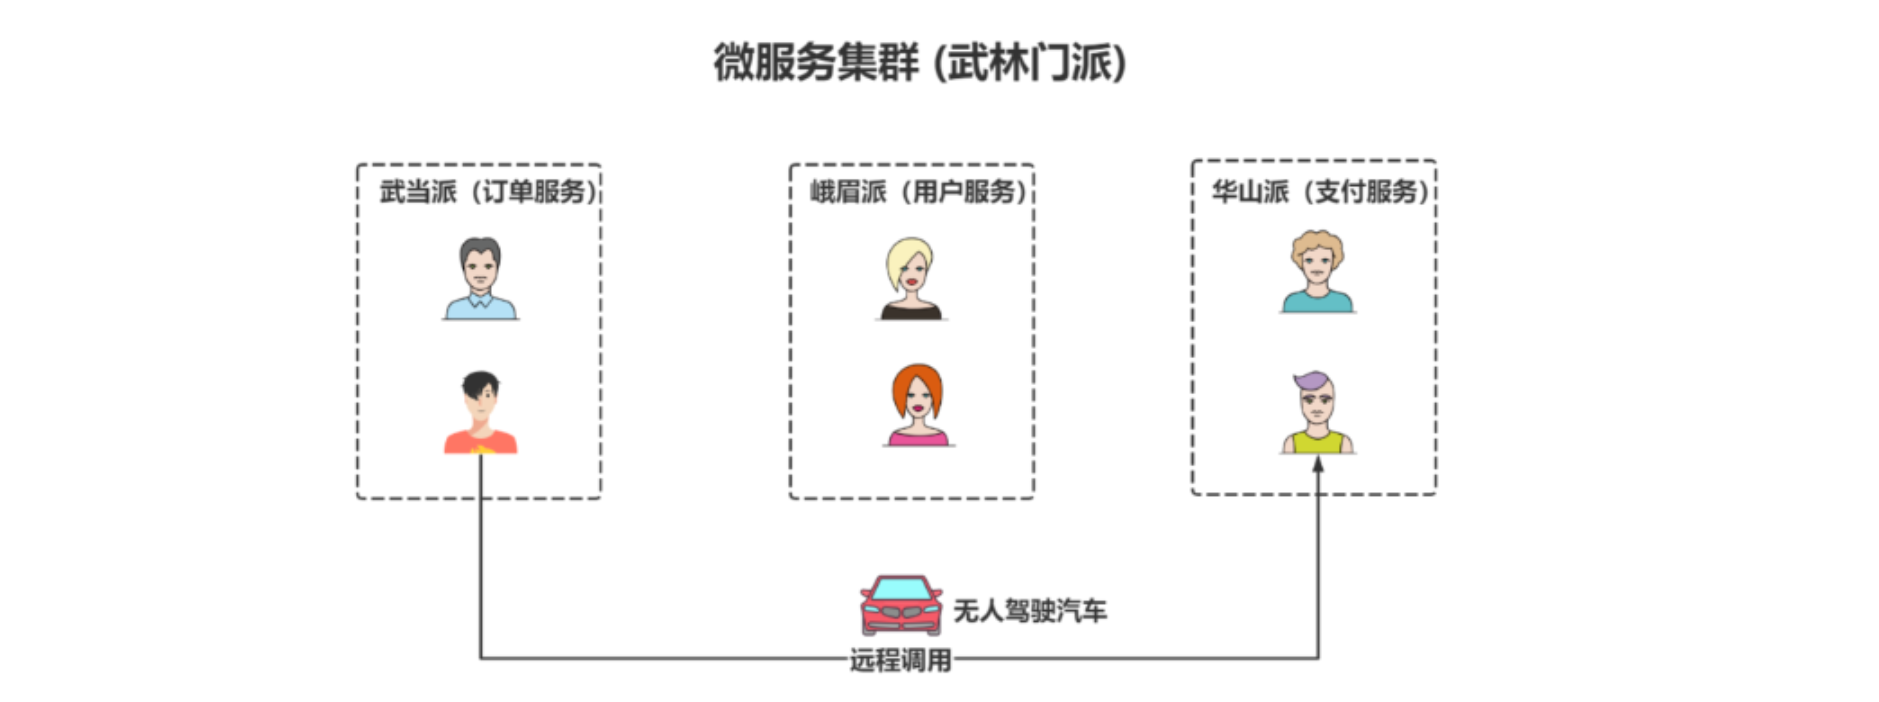 微服务集群 (武林门派)
武当派（订单服务）
峨眉派（用户服务）
华山派（支付服务）
无人驾驶汽车
远程调用